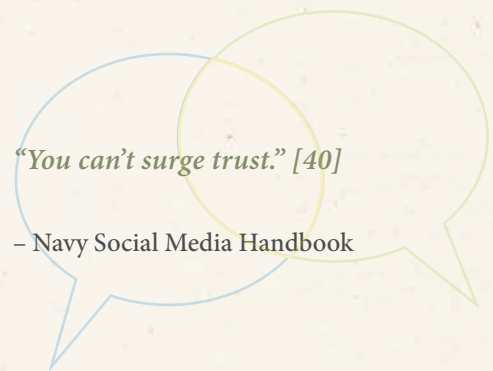 “You can’t surge trust.” [40]
– Navy Social Media Handbook